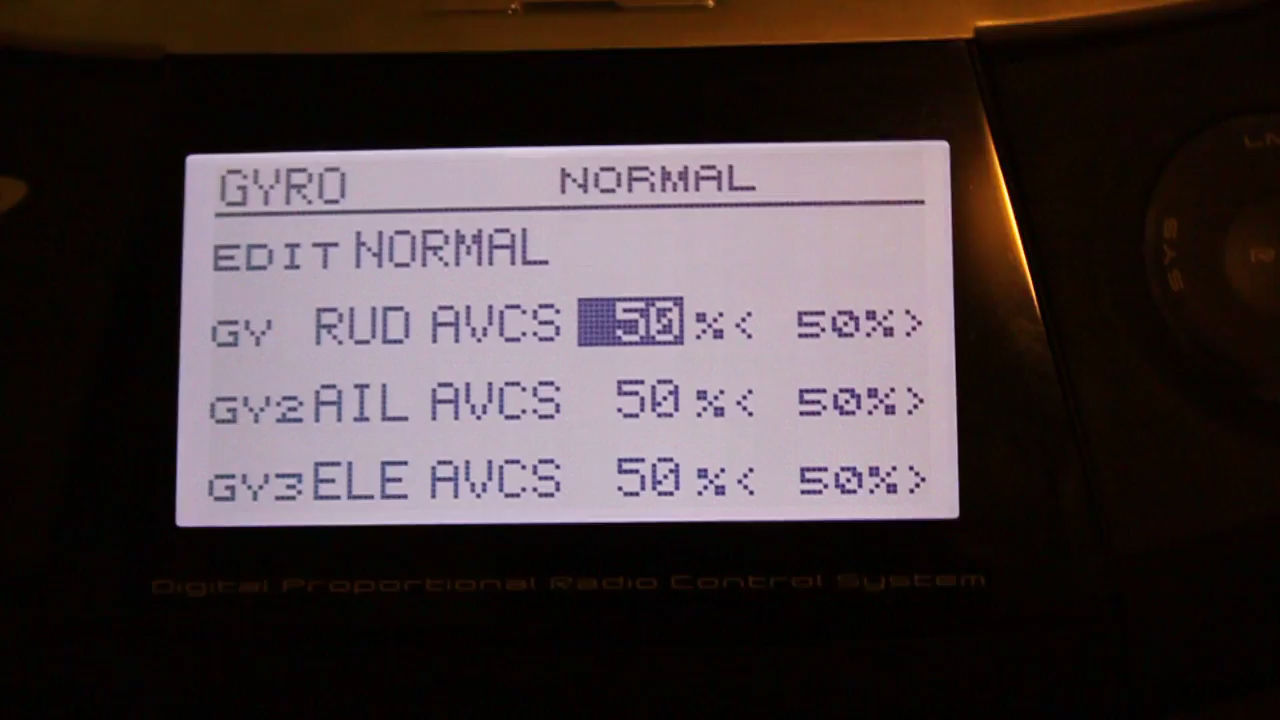 GYRO NORMAL
EDIT NORMAL
GY RUD AVCS 50 %< 50%>
GY2 AIL AVCS 50 %< 50%>
GY3 ELE AVCS 50 %< 50%>
Digital Proportional Radio Control System
SYS